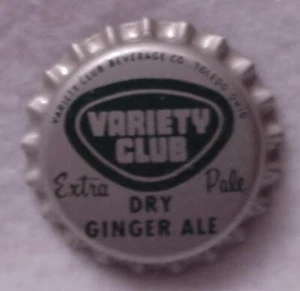 VARIETY CLUB BEVERAGE CO. TOLEDO, OHIO
VARIETY
CLUB
Extra Pale
DRY
GINGER ALE